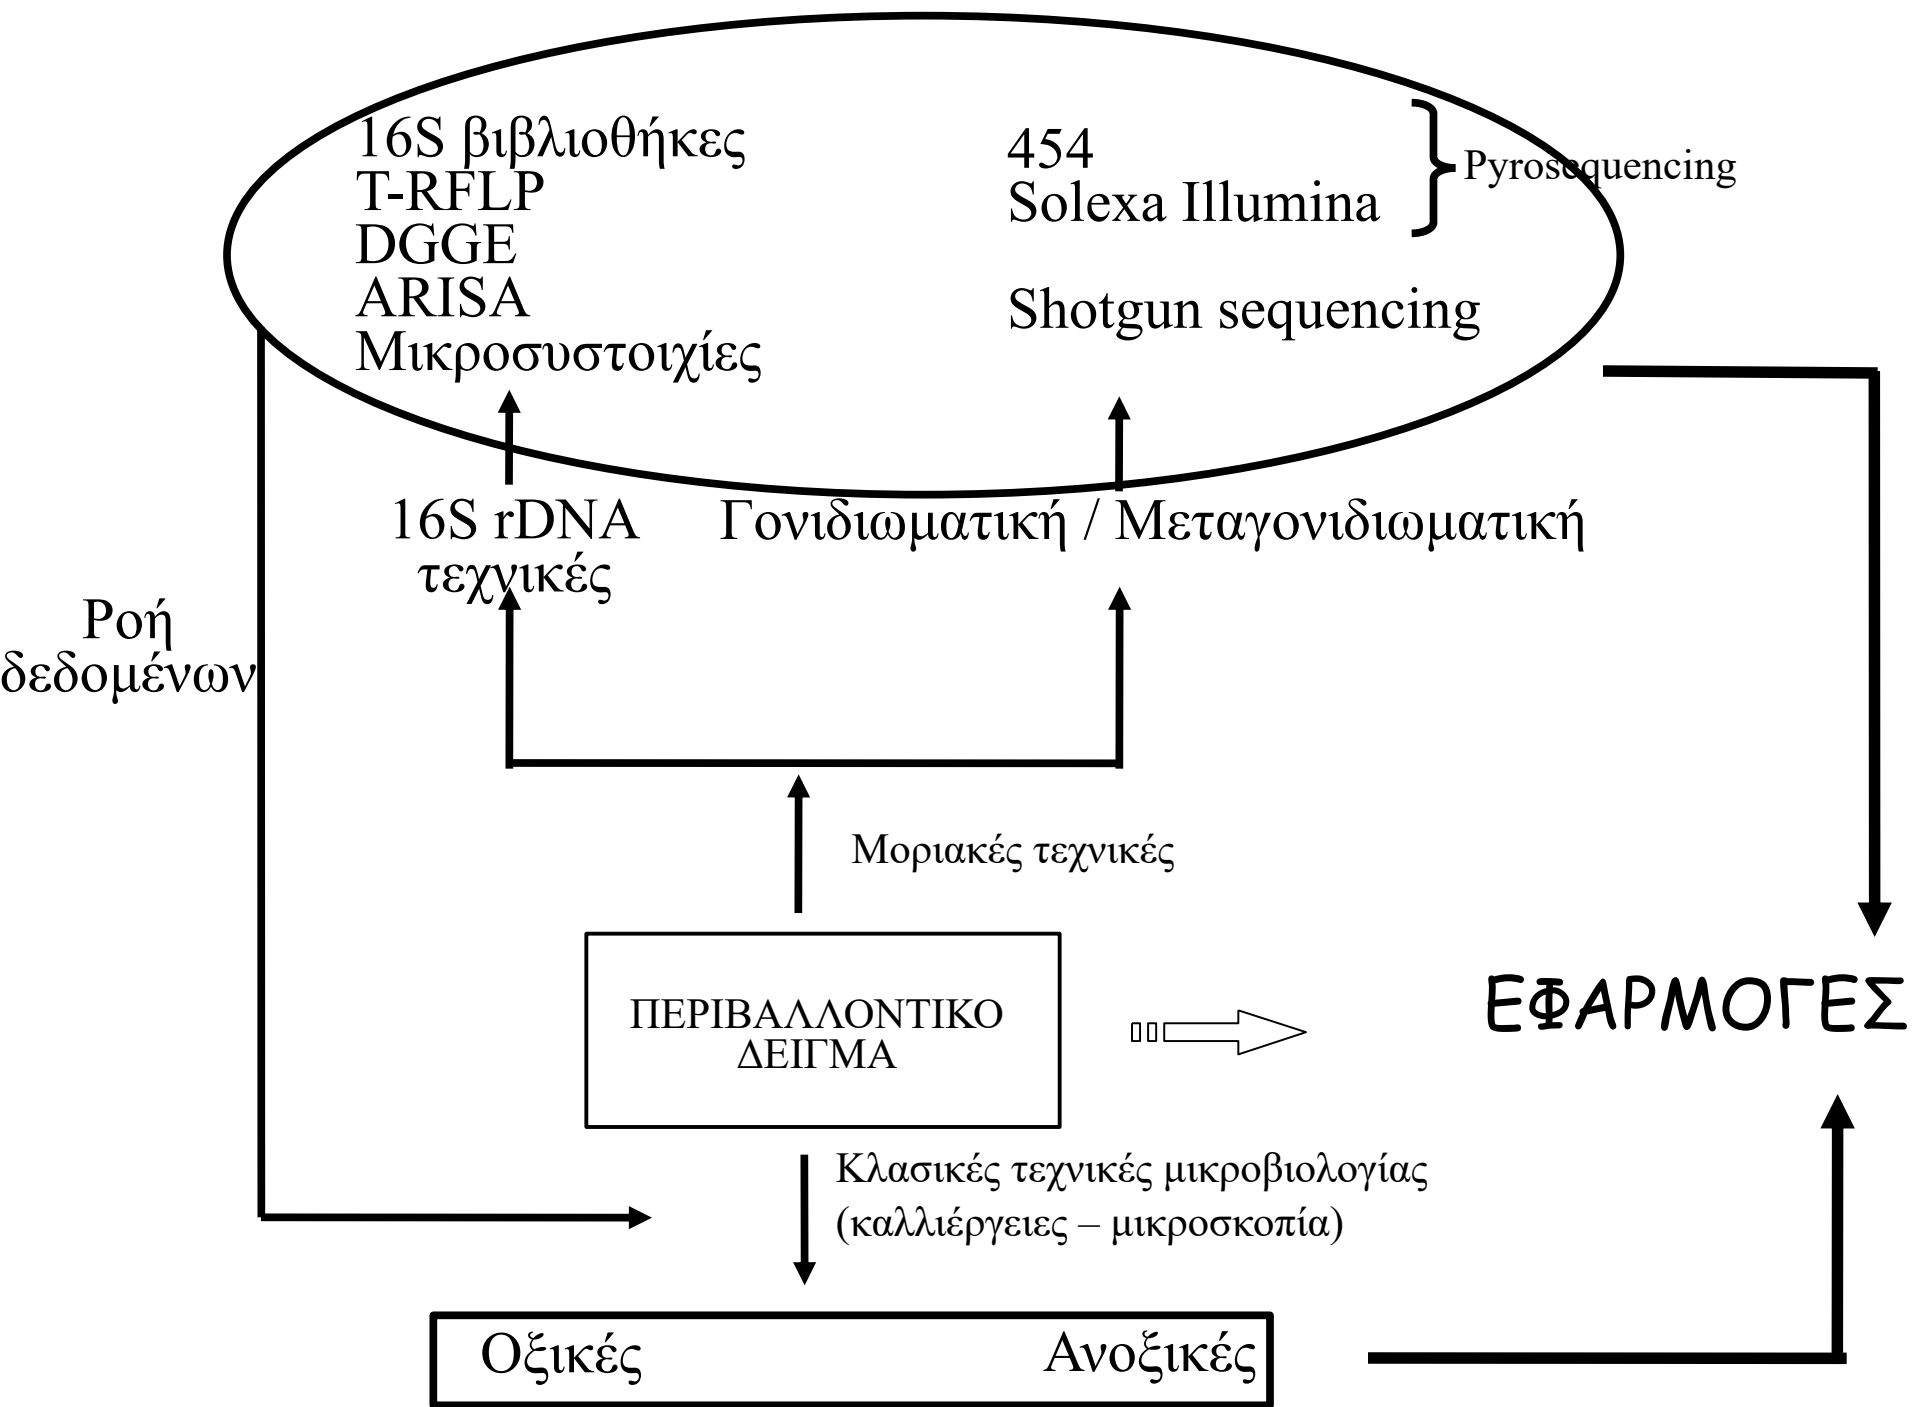 16S βιβλιοθήκες
T-RFLP
DGGE
ARISA
Μικροσυστοιχίες
454
Solexa Illumina
Pyrosequencing
Shotgun sequencing
16S rDNA
τεχνικές
Γονιδιωματική / Μεταγονιδιωματική
Ροή
δεδομένων
Μοριακές τεχνικές
ΠΕΡΙΒΑΛΛΟΝΤΙΚΟ
ΔΕΙΓΜΑ
ΕΦΑΡΜΟΓΕΣ
Κλασικές τεχνικές μικροβιολογίας
(καλλιέργειες – μικροσκοπία)
Οξικές
Ανοξικές